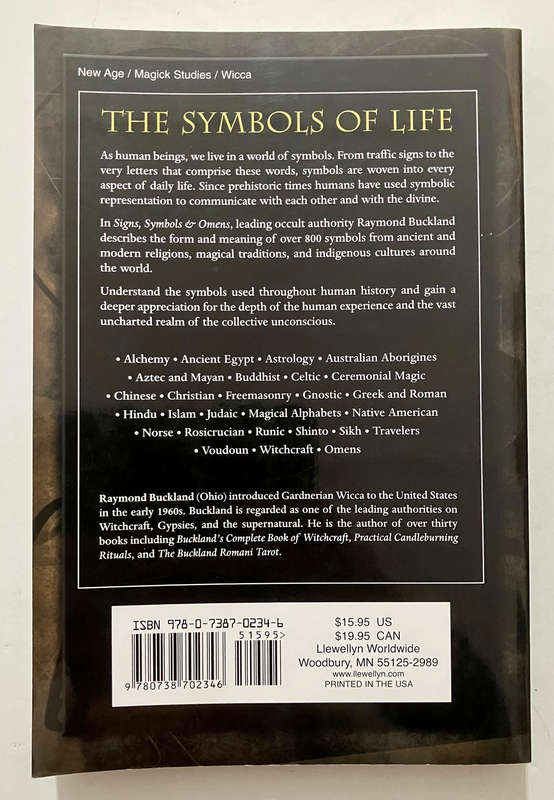 New Age / Magick Studies / Wicca
THE SYMBOLS OF LIFE
As human beings, we live in a world of symbols. From traffic signs to the
very letters that comprise these words, symbols are woven into every
aspect of daily life. Since prehistoric times humans have used symbolic
representation to communicate with each other and with the divine.
In Signs, Symbols & Omens, leading occult authority Raymond Buckland
describes the form and meaning of over 800 symbols from ancient and
modern religions, magical traditions, and indigenous cultures around
the world.
Understand the symbols used throughout human history and gain a
deeper appreciation for the depth of the human experience and the vast
uncharted realm of the collective unconscious.
• Alchemy • Ancient Egypt • Astrology • Australian Aborigines
• Aztec and Mayan • Buddhist • Celtic • Ceremonial Magic
• Chinese • Christian • Freemasonry • Gnostic • Greek and Roman
• Hindu • Islam • Judaic • Magical Alphabets • Native American
• Norse • Rosicrucian • Runic • Shinto • Sikh • Travelers
• Voudoun • Witchcraft • Omens
Raymond Buckland (Ohio) introduced Gardnerian Wicca to the United States
in the early 1960s. Buckland is regarded as one of the leading authorities on
Witchcraft, Gypsies, and the supernatural. He is the author of over thirty
books including Buckland's Complete Book of Witchcraft, Practical Candleburning
Rituals, and The Buckland Romani Tarot.
ISBN 978-0-7387-0234-6
51595>
9 780738 702346
$15.95 US
$19.95 CAN
Llewellyn Worldwide
Woodbury, MN 55125-2989
www.llewellyn.com
PRINTED IN THE USA